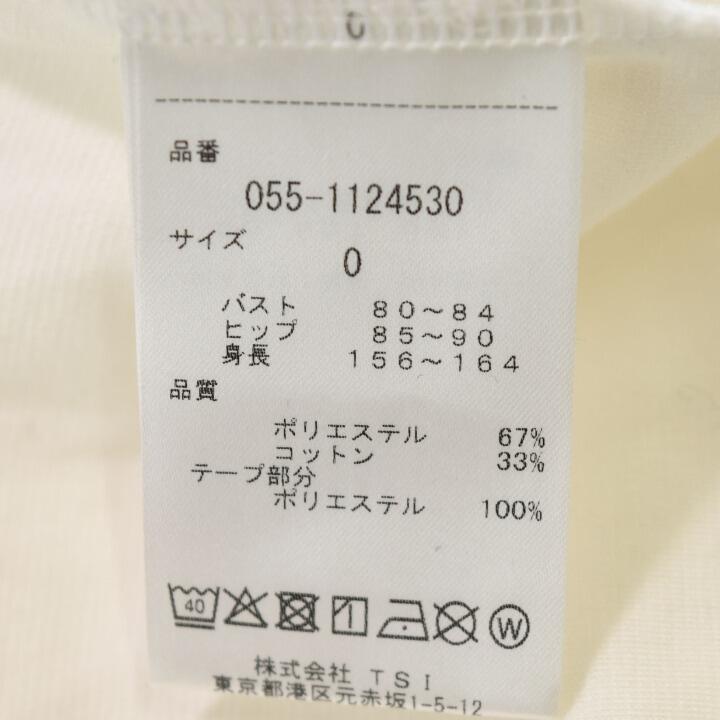 0
品番
055-1124530
サイズ
0
バスト 80～84
ヒップ 85～90
身長 156～164
品質
ポリエステル 67%
コットン 33%
テープ部分
ポリエステル 100%
40 W
株式会社 TSI
東京都港区元赤坂1-5-12